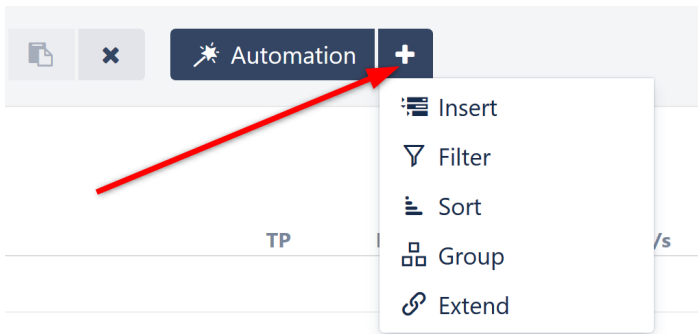 Automation
Insert
Filter
Sort
TP
/s
Group
Extend